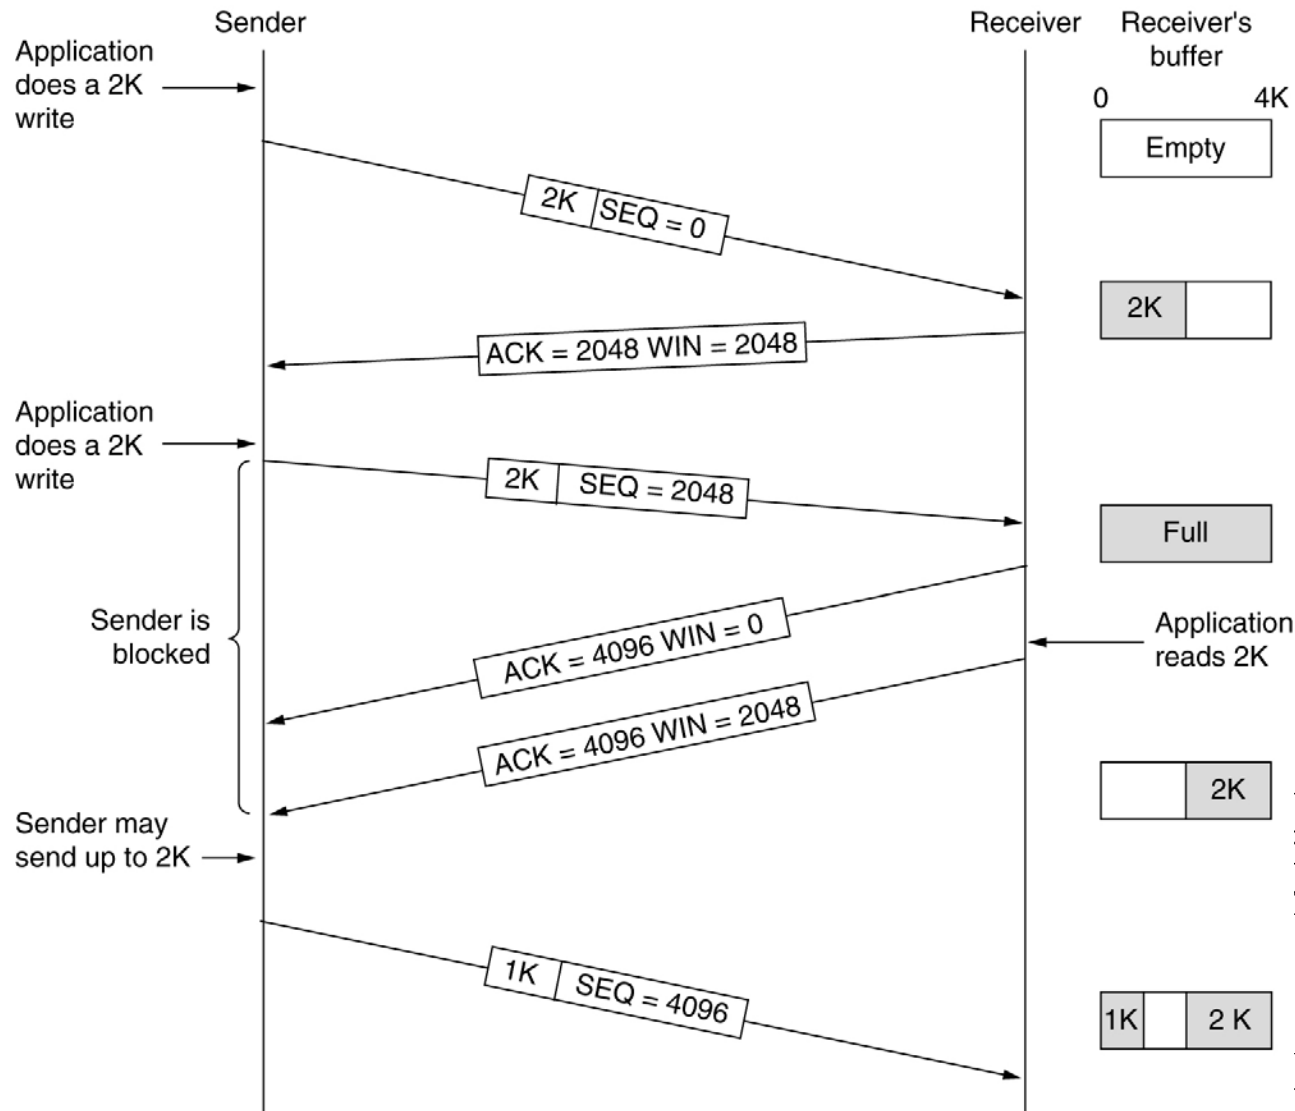 Sender
Receiver
Receiver's
buffer
Application
does a 2K
write
0
4K
Empty
2K
SEQ = 0
2K
ACK = 2048 WIN = 2048
Application
does a 2K
write
2K
SEQ = 2048
Full
Sender is
blocked
ACK = 4096 WIN = 0
Application
reads 2K
ACK = 4096 WIN = 2048
2K
Sender may
send up to 2K
1K
SEQ = 4096
1K
2 K